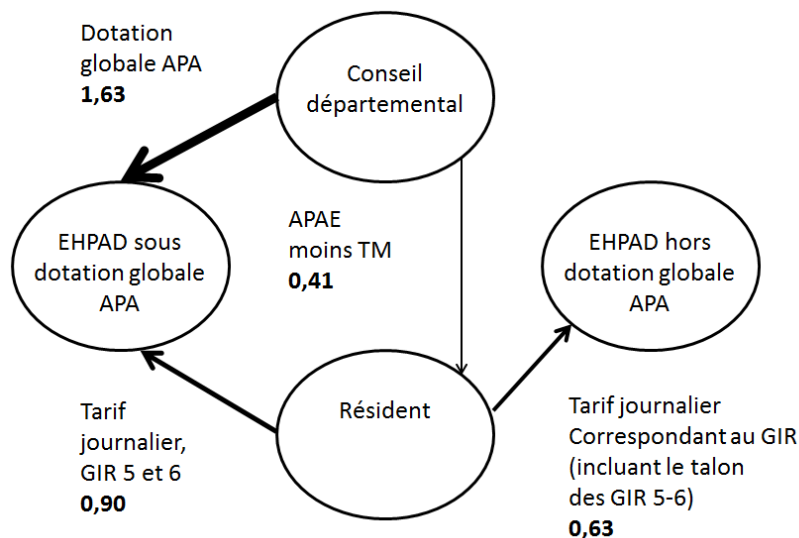 Dotation
globale APA
1,63
Conseil
départemental
EHPAD sous
dotation globale
APA
APAE
moins TM
0,41
EHPAD hors
dotation globale
APA
Tarif
journalier,
GIR 5 et 6
0,90
Résident
Tarif journalier
Correspondant au GIR
(incluant le talon
des GIR 5-6)
0,63